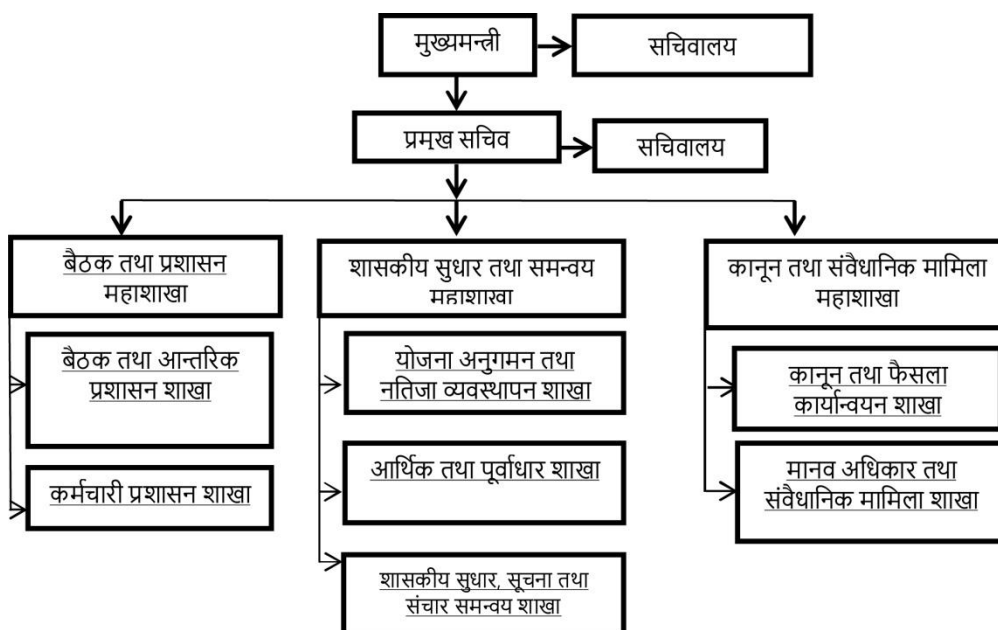 मुख्यमन्त्री
सचिवालय
प्रमुख सचिव
सचिवालय
बैठक तथा प्रशासन
महाशाखा
शासकीय सुधार तथा समन्वय
महाशाखा
कानून तथा संवैधानिक मामिला
महाशाखा
बैठक तथा आन्तरिक
प्रशासन शाखा
कर्मचारी प्रशासन शाखा
योजना अनुगमन तथा
नतिजा व्यवस्थापन शाखा
आर्थिक तथा पूर्वाधार शाखा
शासकीय सुधार, सूचना तथा
संचार समन्वय शाखा
कानून तथा फैसला
कार्यान्वयन शाखा
मानव अधिकार तथा
संवैधानिक मामिला शाखा